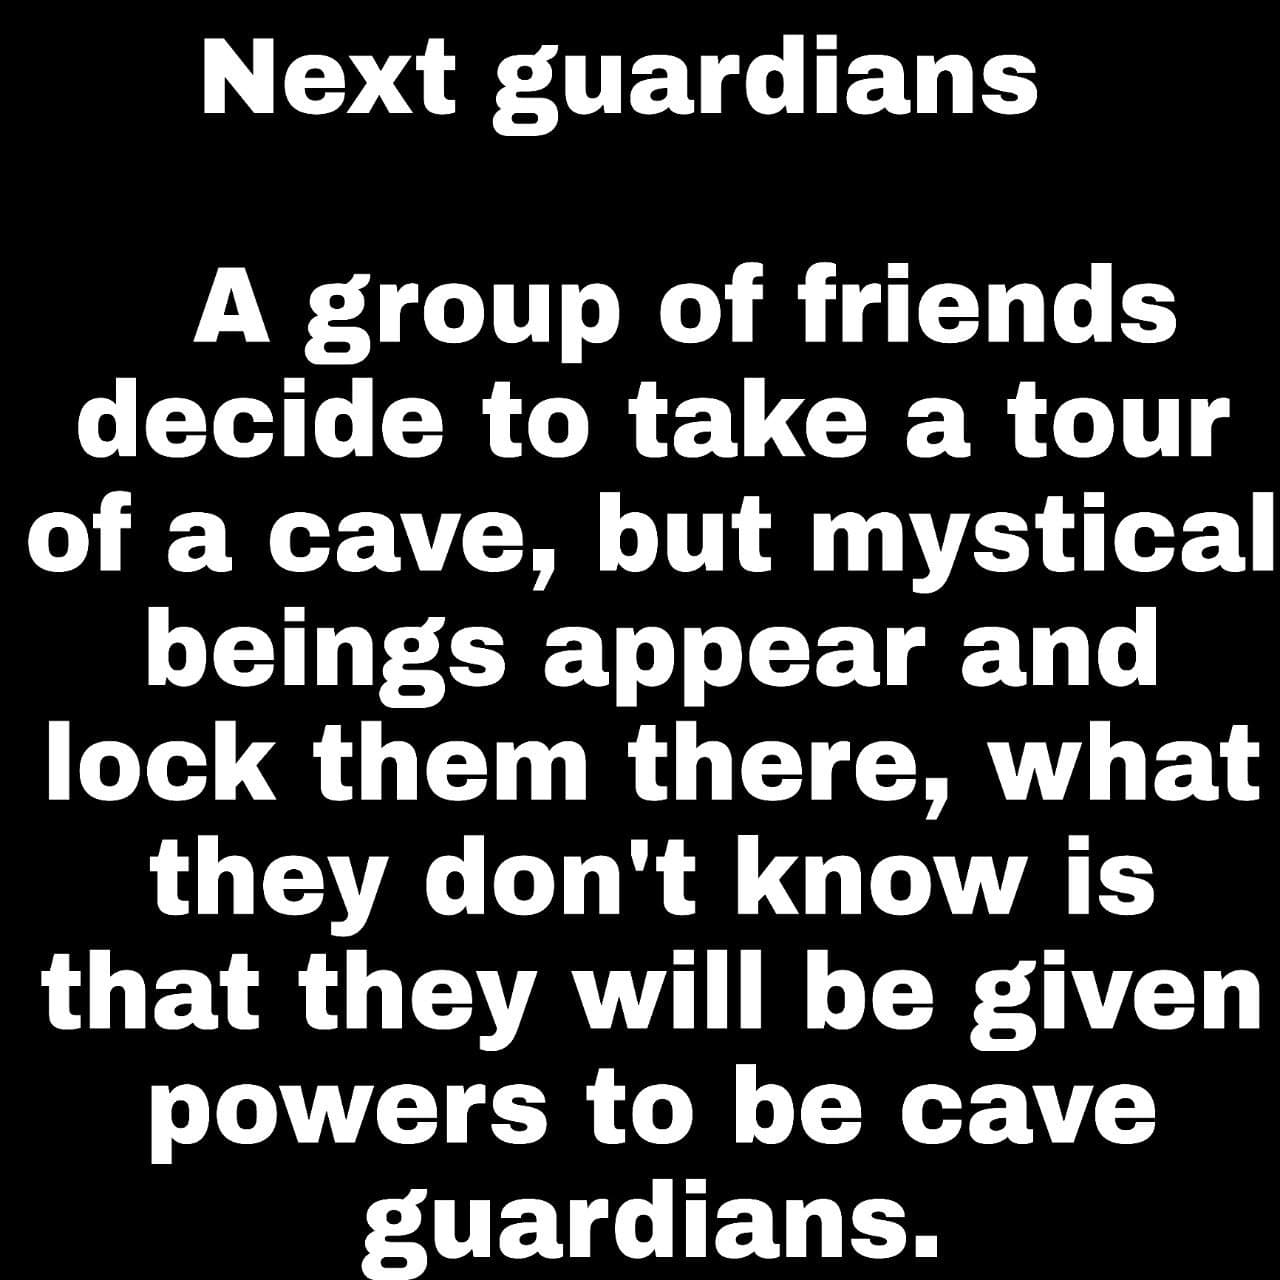 Next guardians
A group of friends
decide to take a tour
of a cave, but mystical
beings appear and
lock them there, what
they don't know is
that they will be given
powers to be cave
guardians.